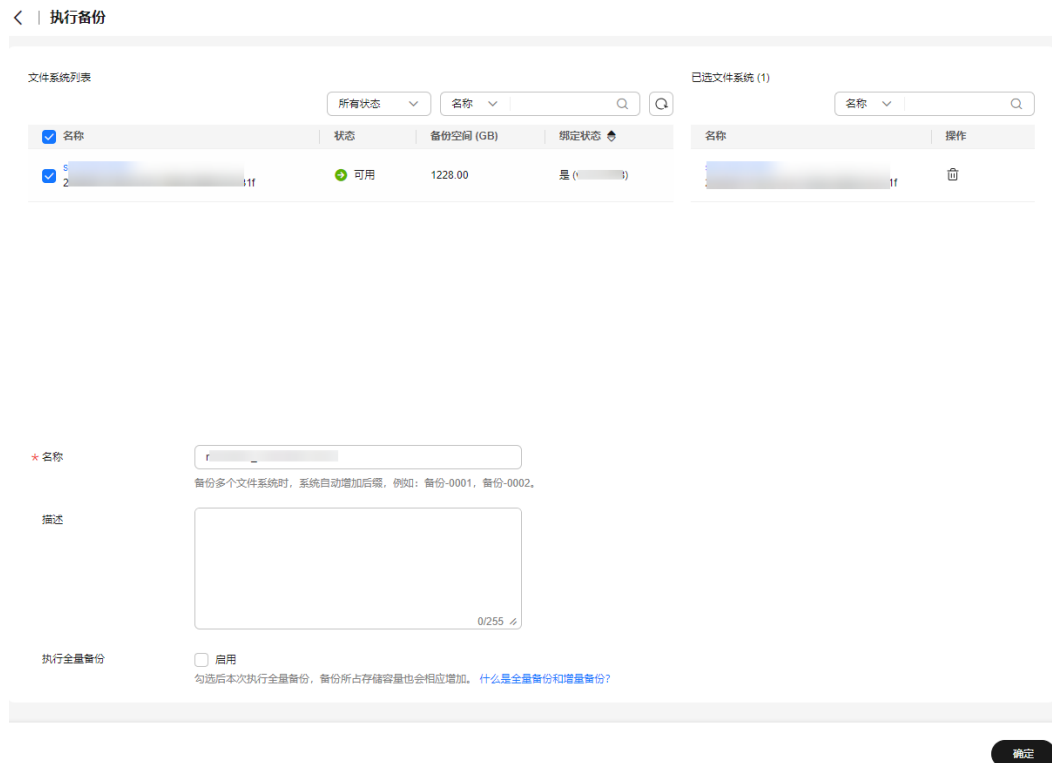 执行备份
文件系统列表
已选文件系统 (1)
所有状态
名称
名称
名称
状态
备份空间 (GB)
绑定状态
名称
操作
可用
1228.00
是 (
名称
备份多个文件系统时，系统自动增加后缀，例如：备份-0001，备份-0002。
描述
0/255
执行全量备份
启用
勾选后本次执行全量备份，备份所占存储容量也会相应增加。 什么是全量备份和增量备份?
确定